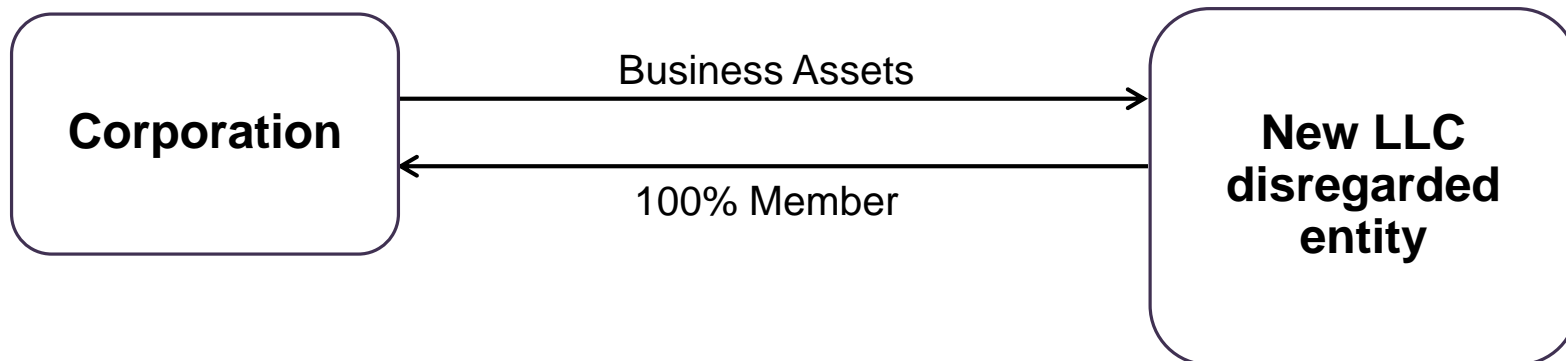 Corporation
Business Assets
100% Member
New LLC
disregarded
entity